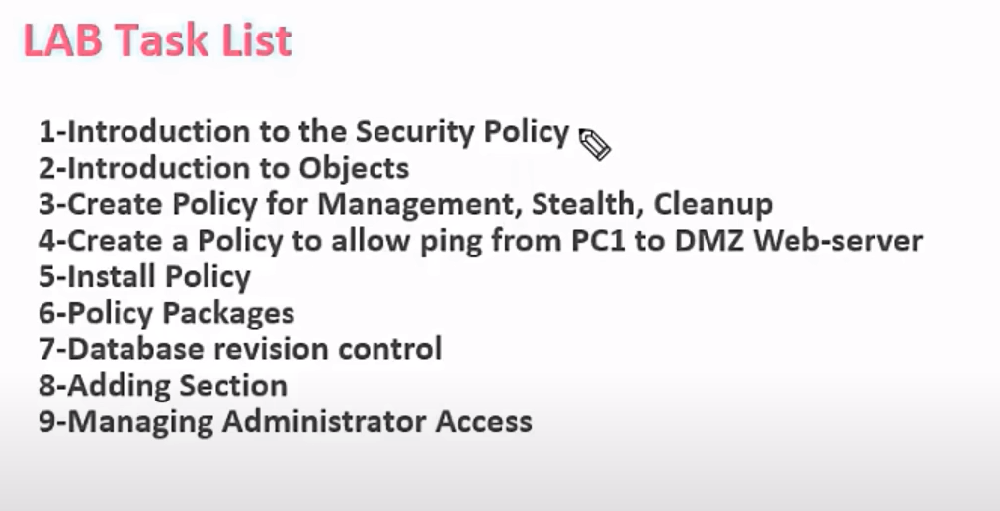 LAB Task List
1-Introduction to the Security Policy
2-Introduction to Objects
3-Create Policy for Management, Stealth, Cleanup
4-Create a Policy to allow ping from PC1 to DMZ Web-server
5-Install Policy
6-Policy Packages
7-Database revision control
8-Adding Section
9-Managing Administrator Access